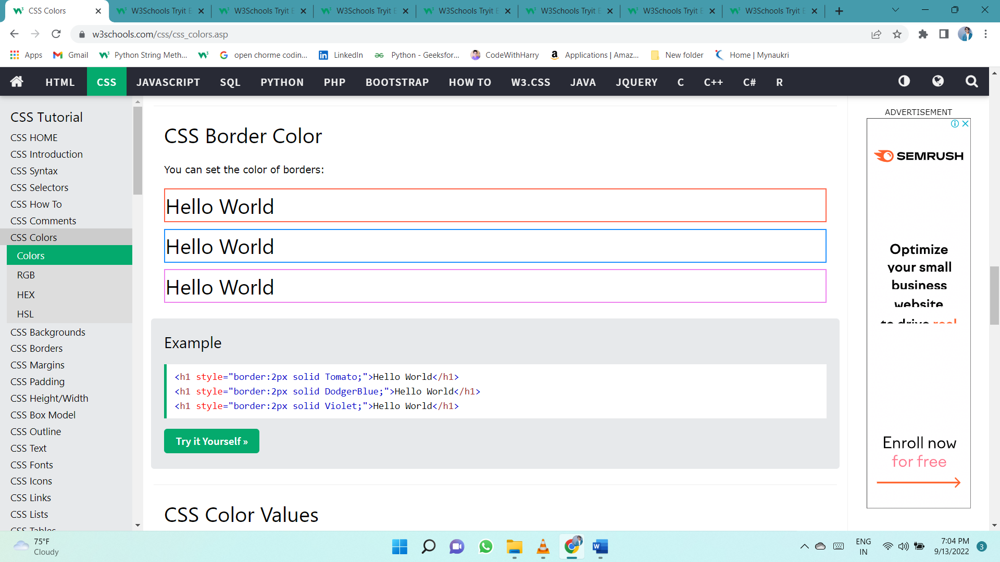 CSS Colors
W3Schools Tryit E
W3Schools Tryit E
W3Schools Tryit E
W3Schools Tryit E
W3Schools Tryit E
W3Schools Tryit E
W3Schools Tryit E
w3schools.com/css/css_colors.asp
Apps
Gmail
Python String Meth...
open chorme codin...
LinkedIn
Python - Geeksfor...
CodeWithHarry
Applications | Amaz...
New folder
Home | Mynaukri
HTML
CSS
JAVASCRIPT
SQL
PYTHON
PHP
BOOTSTRAP
HOW TO
W3.CSS
JAVA
JQUERY
C
C++
C#
R
CSS Tutorial
CSS HOME
CSS Introduction
CSS Syntax
CSS Selectors
CSS How To
CSS Comments
CSS Colors
Colors
RGB
HEX
HSL
CSS Backgrounds
CSS Borders
CSS Margins
CSS Padding
CSS Height/Width
CSS Box Model
CSS Outline
CSS Text
CSS Fonts
CSS Icons
CSS Links
CSS Lists
CSS Tables
CSS Border Color
You can set the color of borders:
Hello World
Hello World
Hello World
Example
<h1 style="border:2px solid Tomato;">Hello World</h1>
<h1 style="border:2px solid DodgerBlue;">Hello World</h1>
<h1 style="border:2px solid Violet;">Hello World</h1>
Try it Yourself »
CSS Color Values
ADVERTISEMENT
SEMRUSH
Optimize
your small
business
website
to drive real
Enroll now
for free
75°F
Cloudy
ENG
IN
7:04 PM
9/13/2022
3